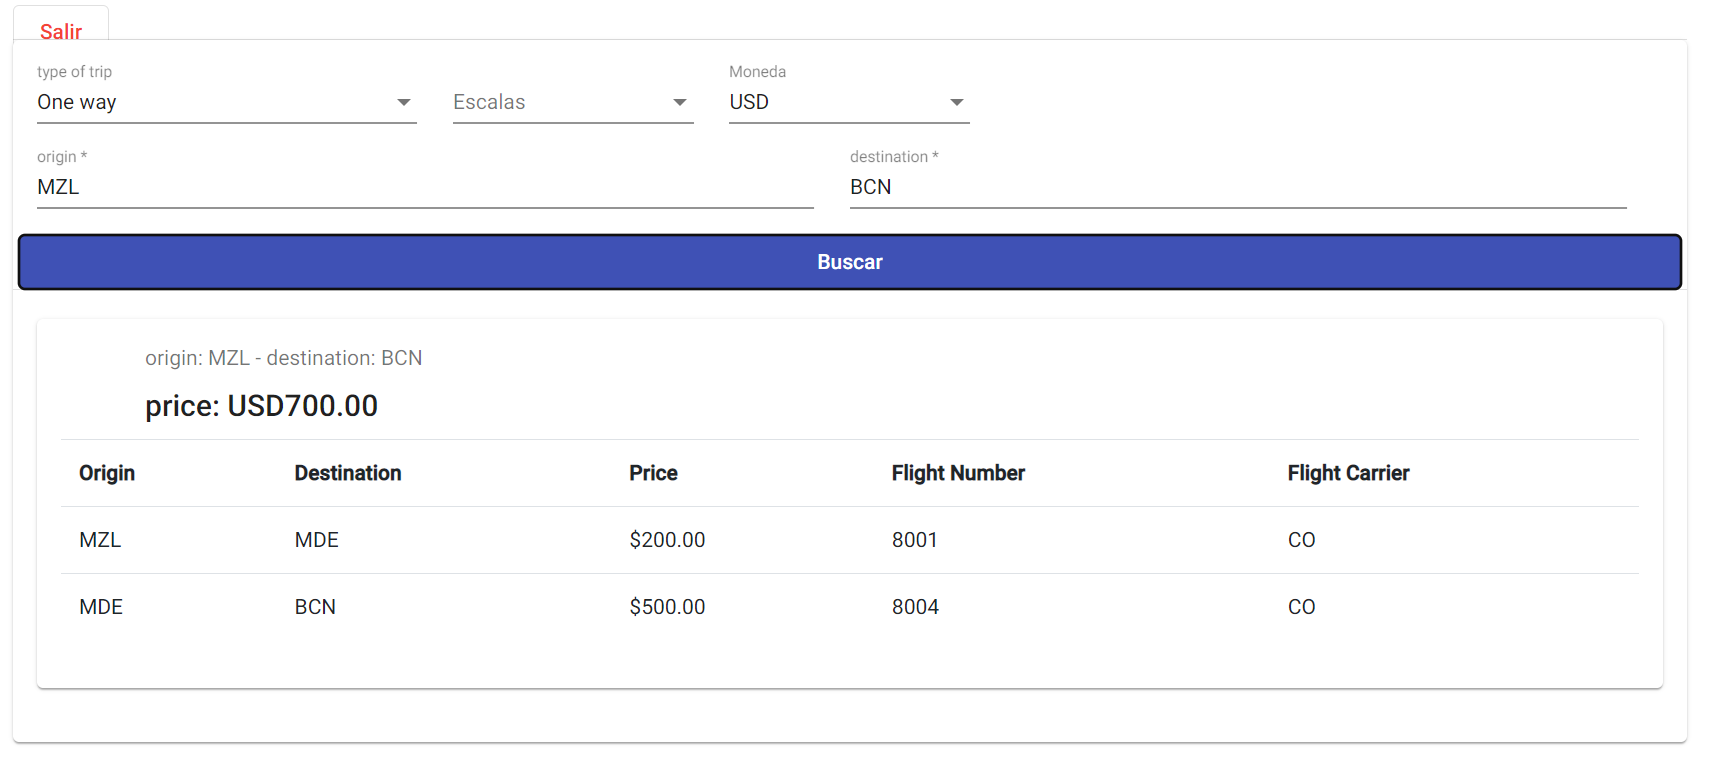 Salir
type of trip Moneda
One way Escalas USD
origin * destination *
MZL BCN
Buscar
origin: MZL - destination: BCN
price: USD700.00
Origin Destination Price Flight Number Flight Carrier
MZL MDE $200.00 8001 CO
MDE BCN $500.00 8004 CO